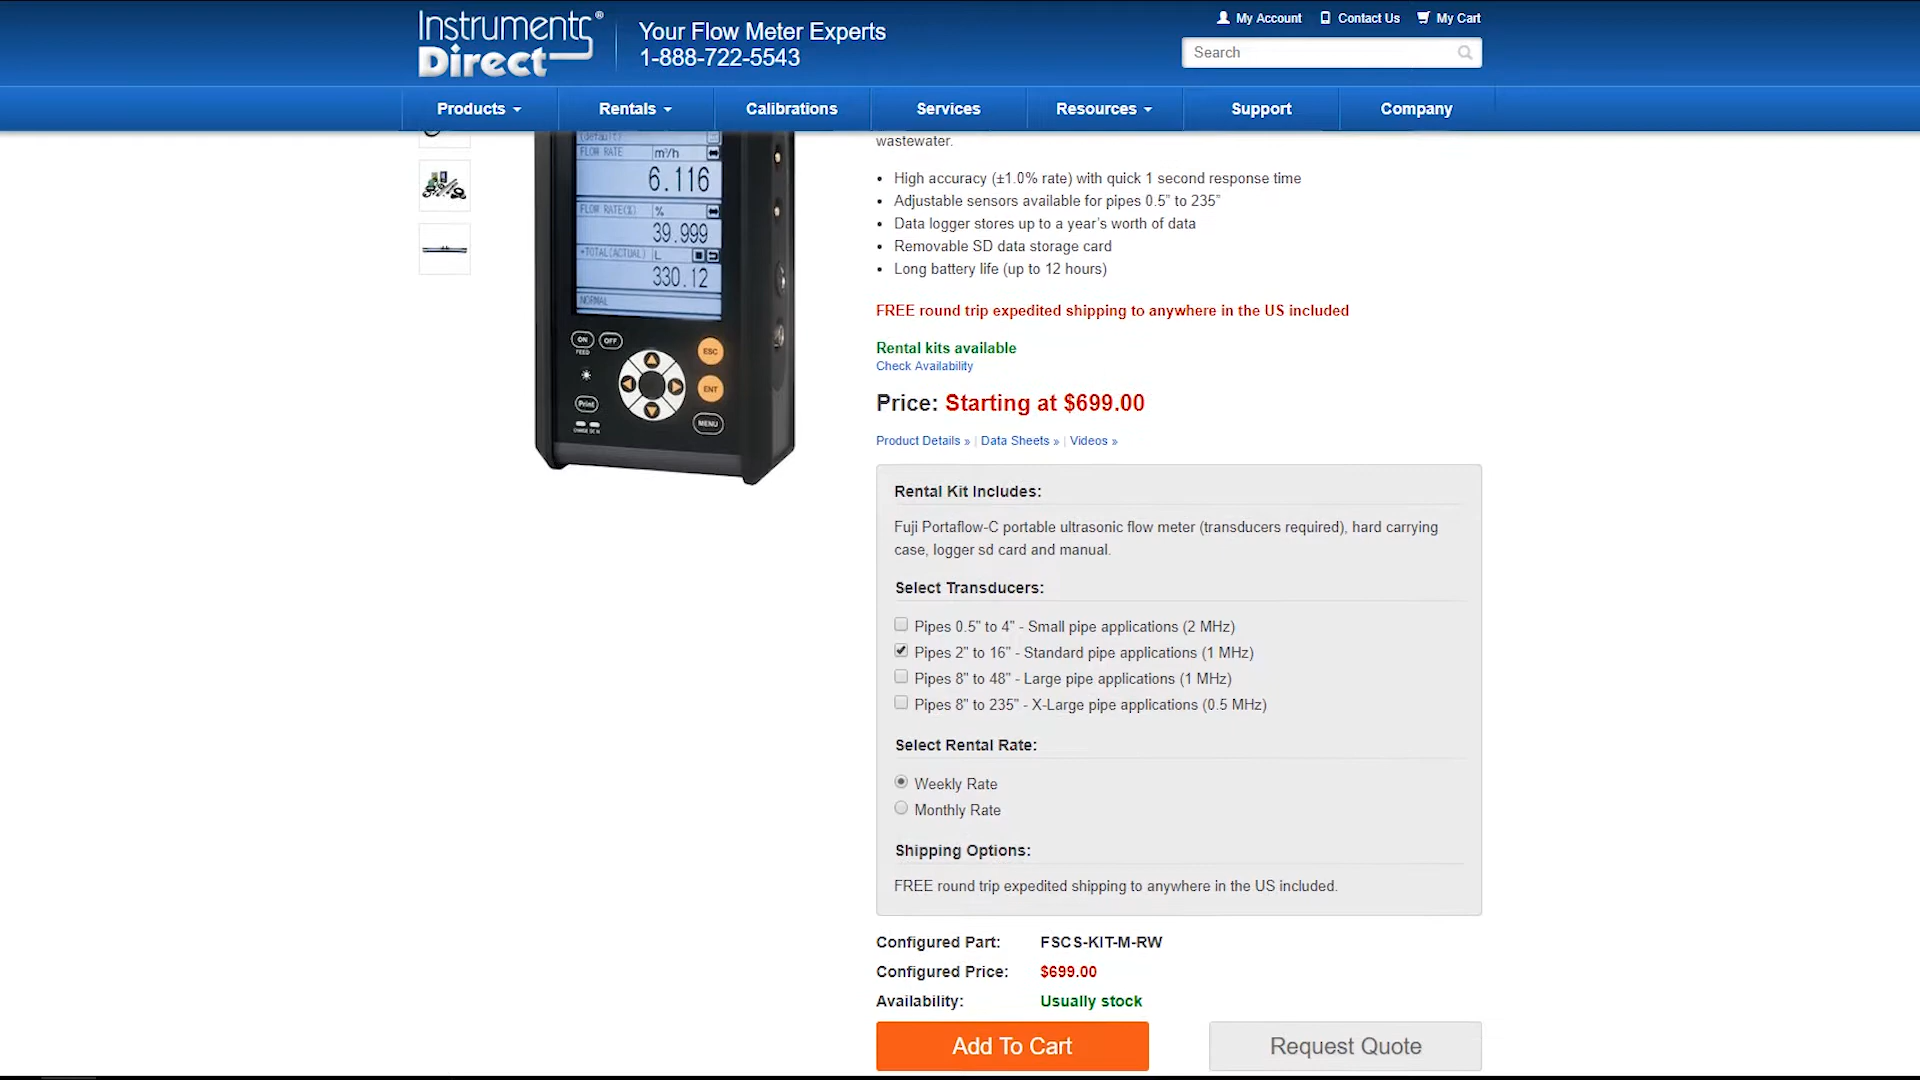 Instruments®
Direct
Your Flow Meter Experts
1-888-722-5543
My Account
Contact Us
My Cart
Search
Products
Rentals
Calibrations
Services
Resources
Support
Company
(default)
FLOW RATE m³/h
6.116
FLOW RATE(%) %
39.999
+TOTAL(ACTUAL) L
330.12
NORMAL
ON
OFF
FEED
ESC
ENT
Print
MENU
CHARGE DC IN
wastewater.
• High accuracy (±1.0% rate) with quick 1 second response time
• Adjustable sensors available for pipes 0.5” to 235”
• Data logger stores up to a year’s worth of data
• Removable SD data storage card
• Long battery life (up to 12 hours)
FREE round trip expedited shipping to anywhere in the US included
Rental kits available
Check Availability
Price: Starting at $699.00
Product Details » | Data Sheets » | Videos »
Rental Kit Includes:
Fuji Portaflow-C portable ultrasonic flow meter (transducers required), hard carrying
case, logger sd card and manual.
Select Transducers:
Pipes 0.5” to 4” - Small pipe applications (2 MHz)
Pipes 2” to 16” - Standard pipe applications (1 MHz)
Pipes 8” to 48” - Large pipe applications (1 MHz)
Pipes 8” to 235” - X-Large pipe applications (0.5 MHz)
Select Rental Rate:
Weekly Rate
Monthly Rate
Shipping Options:
FREE round trip expedited shipping to anywhere in the US included.
Configured Part: FSCS-KIT-M-RW
Configured Price: $699.00
Availability: Usually stock
Add To Cart
Request Quote